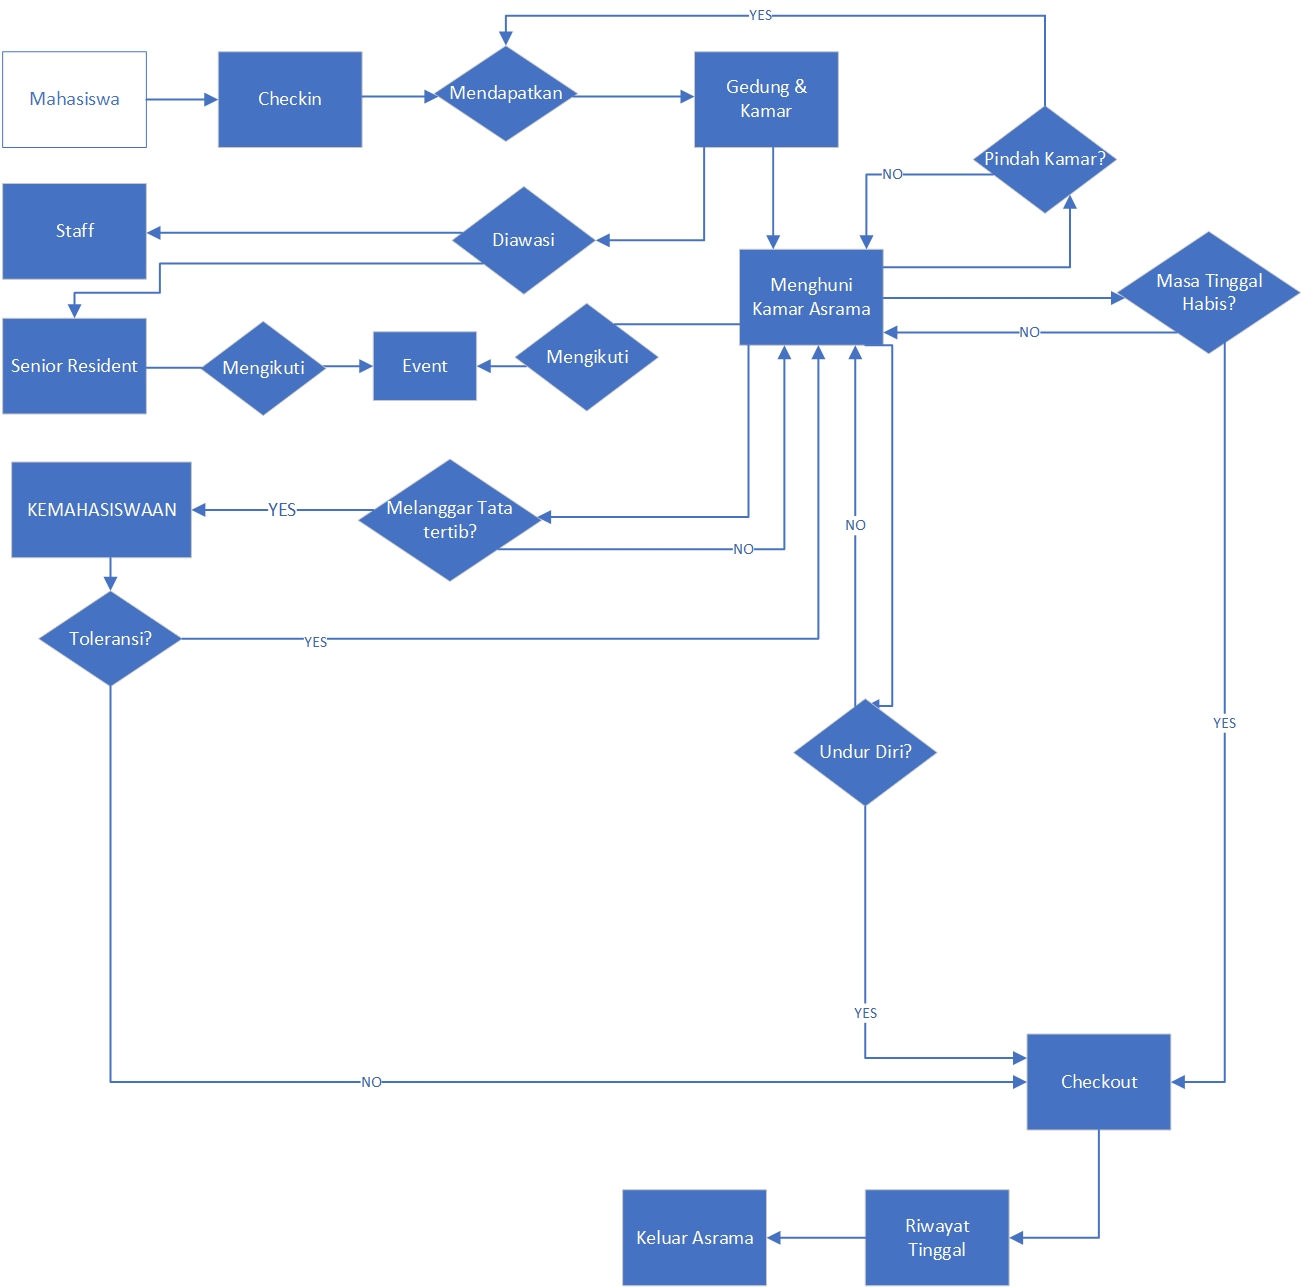 YES
Mahasiswa
Checkin
Mendapatkan
Gedung &
Kamar
Pindah Kamar?
NO
Staff
Diawasi
Menghuni
Kamar Asrama
Masa Tinggal
Habis?
NO
Senior Resident
Mengikuti
Event
Mengikuti
KEMAHASISWAAN
YES
Melanggar Tata
tertib?
NO
NO
Toleransi?
YES
Undur Diri?
YES
YES
NO
Checkout
Keluar Asrama
Riwayat
Tinggal